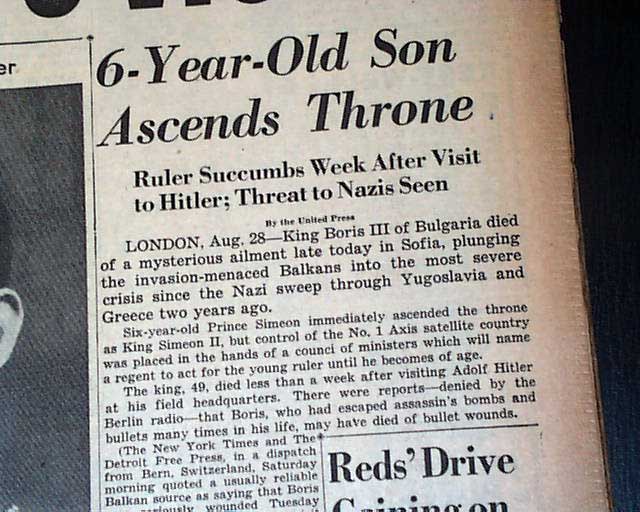 er
6-Year-Old Son
Ascends Throne
Ruler Succumbs Week After Visit
to Hitler; Threat to Nazis Seen
By the United Press
LONDON, Aug. 28—King Boris III of Bulgaria died
of a mysterious ailment late today in Sofia, plunging
the invasion-menaced Balkans into the most severe
crisis since the Nazi sweep through Yugoslavia and
Greece two years ago.
Six-year-old Prince Simeon immediately ascended the throne
as King Simeon II, but control of the No. 1 Axis satellite country
was placed in the hands of a council of ministers which will name
a regent to act for the young ruler until he becomes of age.
The king, 49, died less than a week after visiting Adolf Hitler
at his field headquarters. There were reports—denied by the
Berlin radio—that Boris, who had escaped assassin's bombs and
bullets many times in his life, may have died of bullet wounds.
(The New York Times and The
Detroit Free Press, in a dispatch
from Bern, Switzerland, Saturday
morning quoted a usually reliable
Balkan source as saying that Boris
wounded Tuesday
Reds' Drive
Gaining on